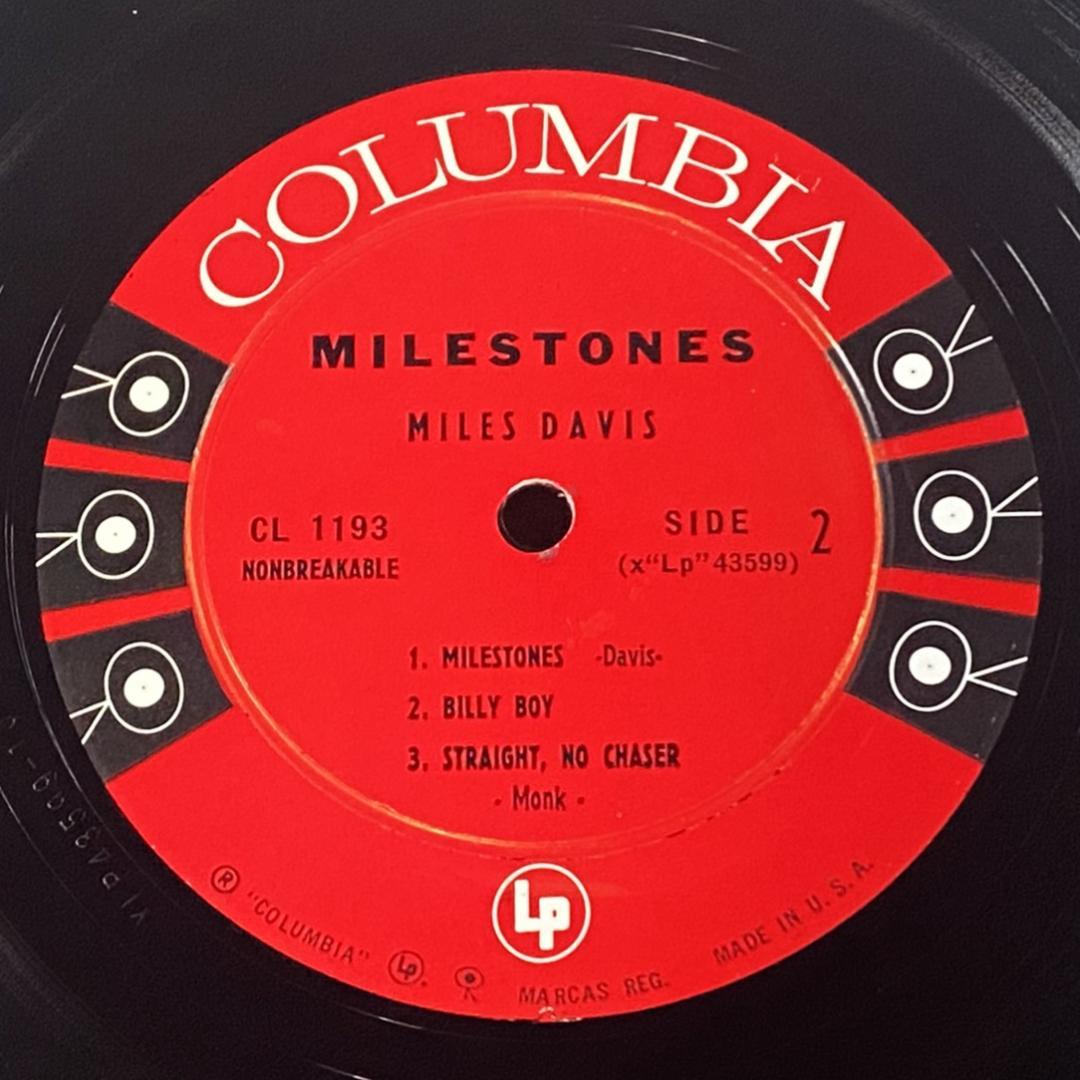 COLUMBIA
MILESTONES
MILES DAVIS
CL 1193
NONBREAKABLE
SIDE 2
(x“Lp” 43599)
1. MILESTONES -Davis-
2. BILLY BOY
3. STRAIGHT, NO CHASER
- Monk -
Lp
® "COLUMBIA" Lp. MARCAS REG. MADE IN U. S. A.